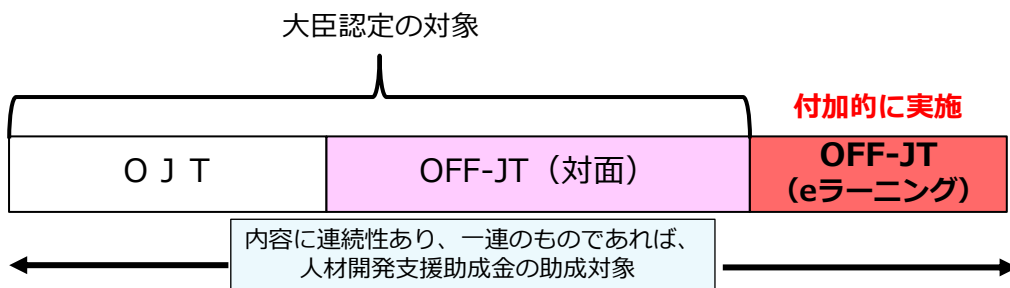 大臣認定の対象
付加的に実施
ＯＪＴ
OFF-JT（対面）
OFF-JT
（eラーニング）
内容に連続性あり、一連のものであれば、
人材開発支援助成金の助成対象